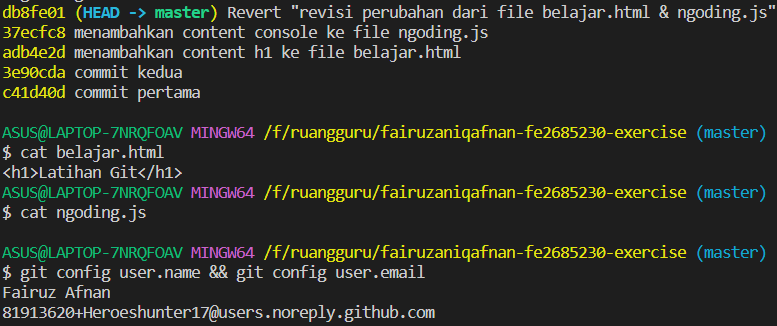 db8fe01 (HEAD -> master) Revert "revisi perubahan dari file belajar.html & ngoding.js"
37ecfc8 menambahkan content console ke file ngoding.js
adb4e2d menambahkan content h1 ke file belajar.html
3e90cda commit kedua
c41d40d commit pertama
ASUS@LAPTOP-7NRQFOAV MINGW64 /f/ruangguru/fairuzaniqafnan-fe2685230-exercise (master)
$ cat belajar.html
<h1>Latihan Git</h1>
ASUS@LAPTOP-7NRQFOAV MINGW64 /f/ruangguru/fairuzaniqafnan-fe2685230-exercise (master)
$ cat ngoding.js
ASUS@LAPTOP-7NRQFOAV MINGW64 /f/ruangguru/fairuzaniqafnan-fe2685230-exercise (master)
$ git config user.name && git config user.email
Fairuz Afnan
81913620+Heroeshunter17@users.noreply.github.com